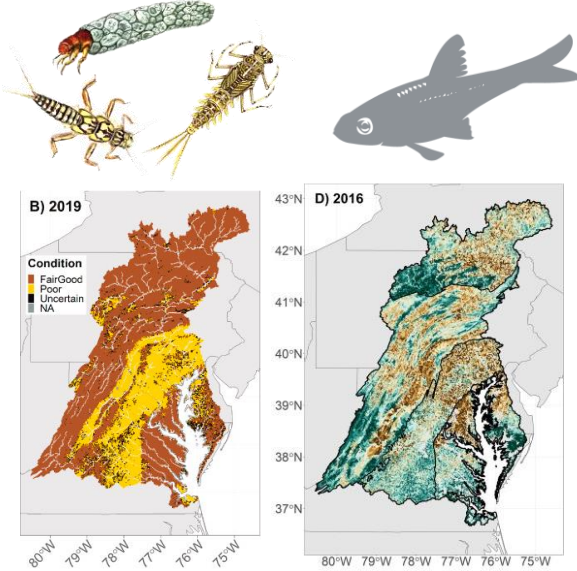 B) 2019
Condition
FairGood
Poor
Uncertain
NA
80°W
79°W
78°W
77°W
76°W
75°W
D) 2016
43°N
42°N
41°N
40°N
39°N
38°N
37°N
80°W
79°W
78°W
77°W
76°W
75°W